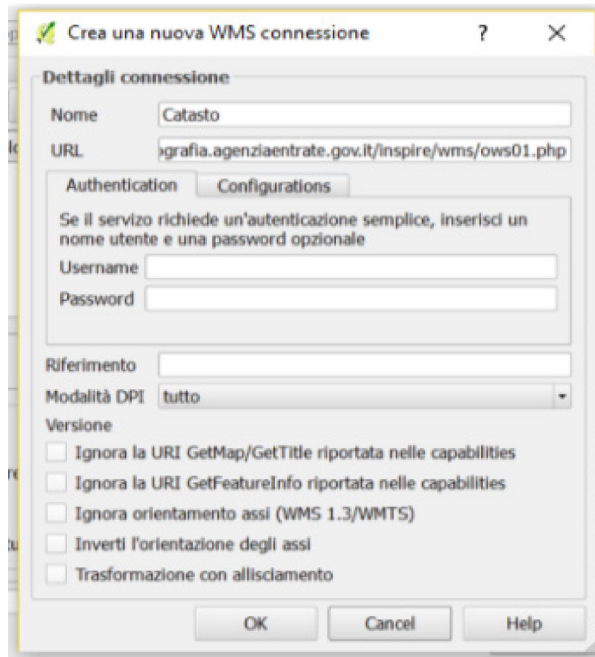 Crea una nuova WMS connessione ?
Dettagli connessione
Nome Catasto
URL ografia.agenziaentrate.gov.it/inspire/wms/ows01.php
Authentication Configurations
Se il servizo richiede un'autenticazione semplice, inserisci un
nome utente e una password opzionale
Username
Password
Riferimento
Modalità DPI tutto
Versione
Ignora la URI GetMap/GetTitle riportata nelle capabilities
Ignora la URI GetFeatureInfo riportata nelle capabilities
Ignora orientamento assi (WMS 1.3/WMTS)
Inverti l'orientazione degli assi
Trasformazione con allisciamento
OK Cancel Help